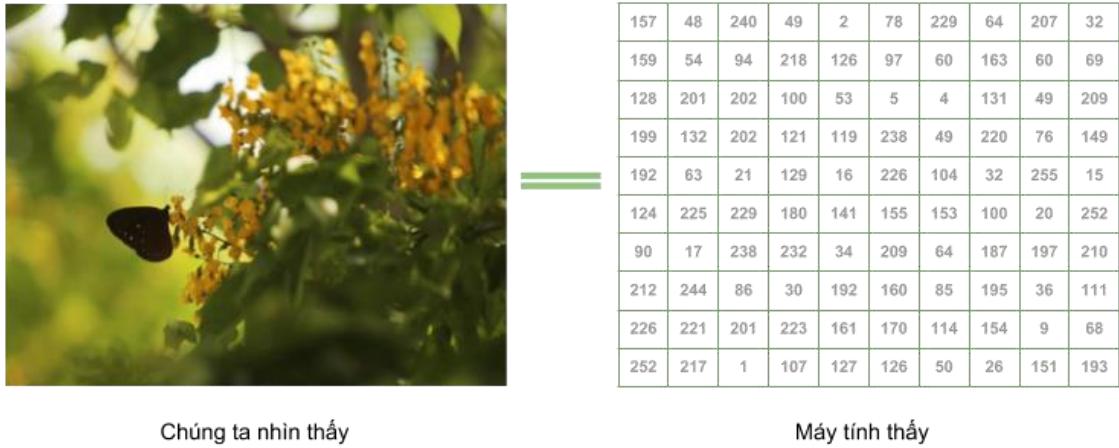 157 48 240 49 2 78 229 64 207 32
159 54 94 218 126 97 60 163 60 69
128 201 202 100 53 5 4 131 49 209
199 132 202 121 119 238 49 220 76 149
192 63 21 129 16 226 104 32 255 15
124 225 229 180 141 155 153 100 20 252
90 17 238 232 34 209 64 187 197 210
212 244 86 30 192 160 85 195 36 111
226 221 201 223 161 170 114 154 9 68
252 217 1 107 127 126 50 26 151 193
Chúng ta nhìn thấy
Máy tính thấy